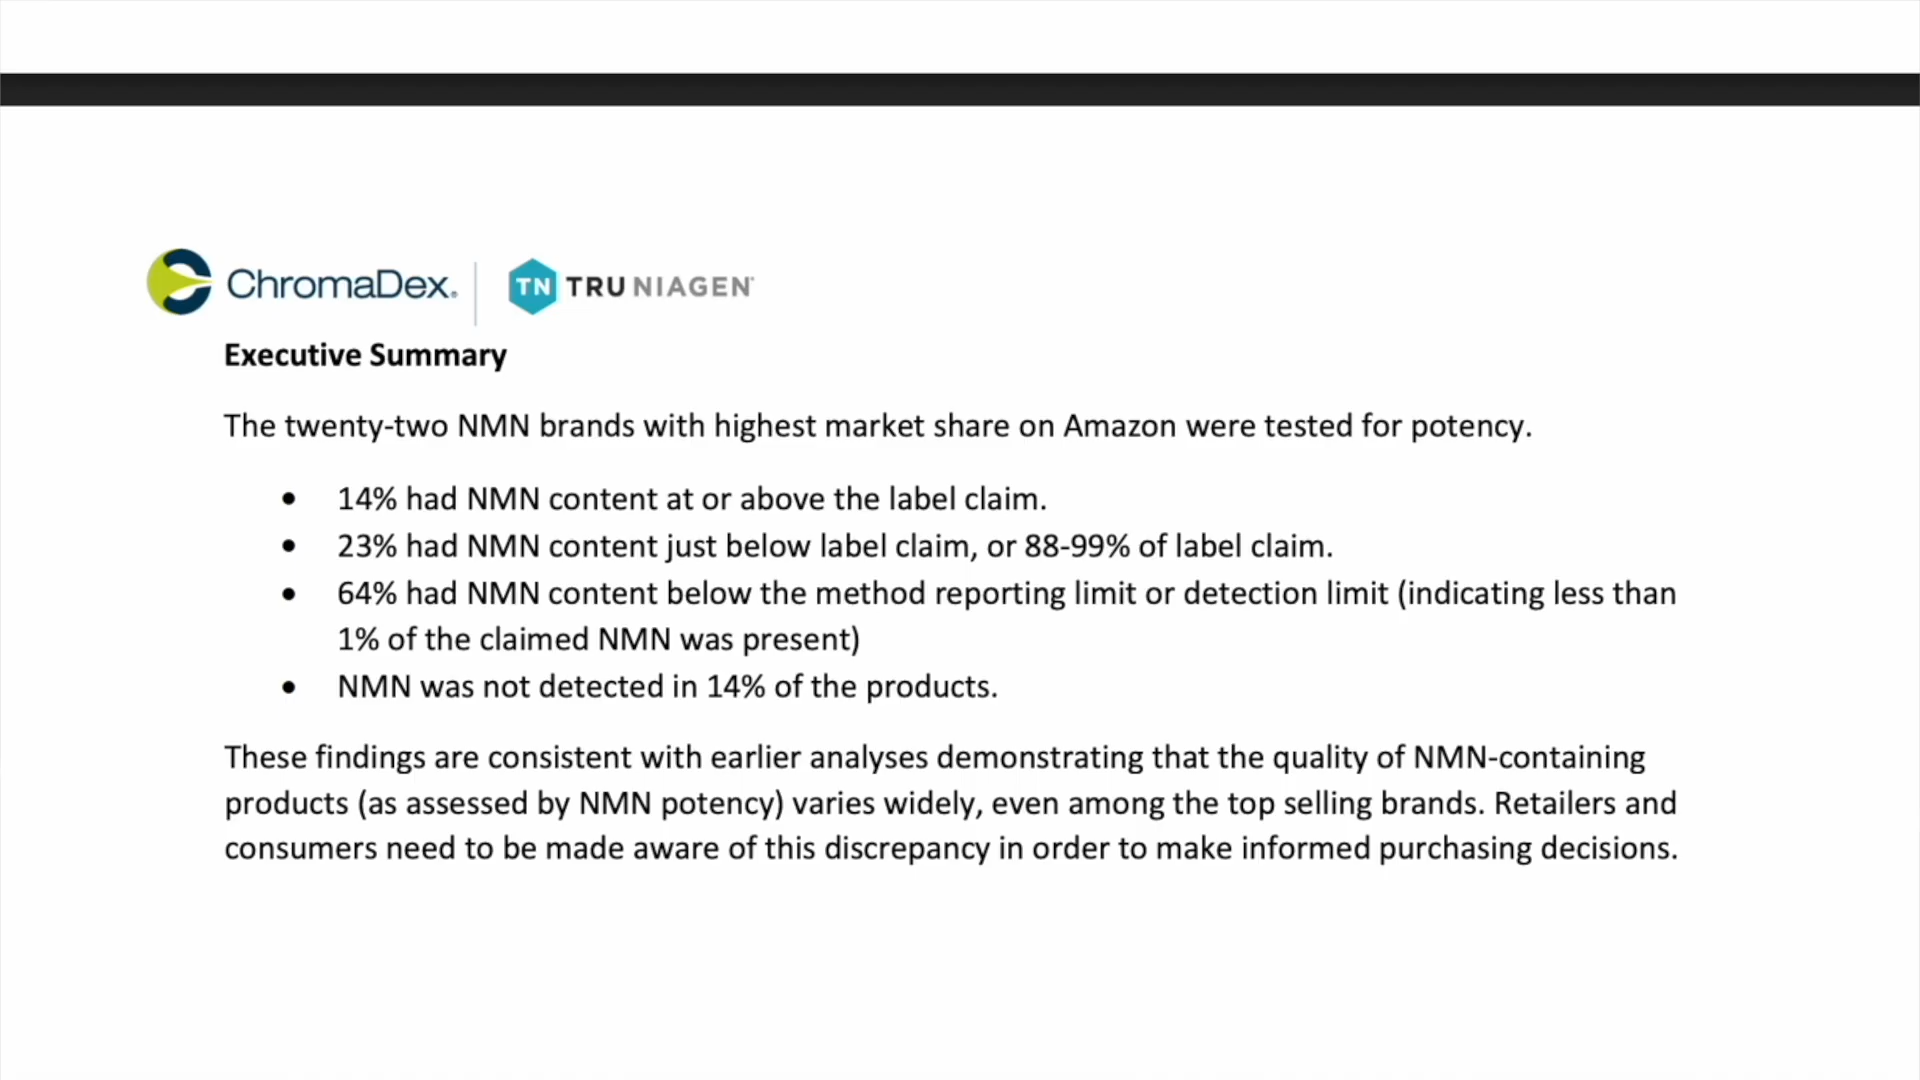 ChromaDex. TN TRU NIAGEN
Executive Summary
The twenty-two NMN brands with highest market share on Amazon were tested for potency.
• 14% had NMN content at or above the label claim.
• 23% had NMN content just below label claim, or 88-99% of label claim.
• 64% had NMN content below the method reporting limit or detection limit (indicating less than
1% of the claimed NMN was present)
• NMN was not detected in 14% of the products.
These findings are consistent with earlier analyses demonstrating that the quality of NMN-containing
products (as assessed by NMN potency) varies widely, even among the top selling brands. Retailers and
consumers need to be made aware of this discrepancy in order to make informed purchasing decisions.